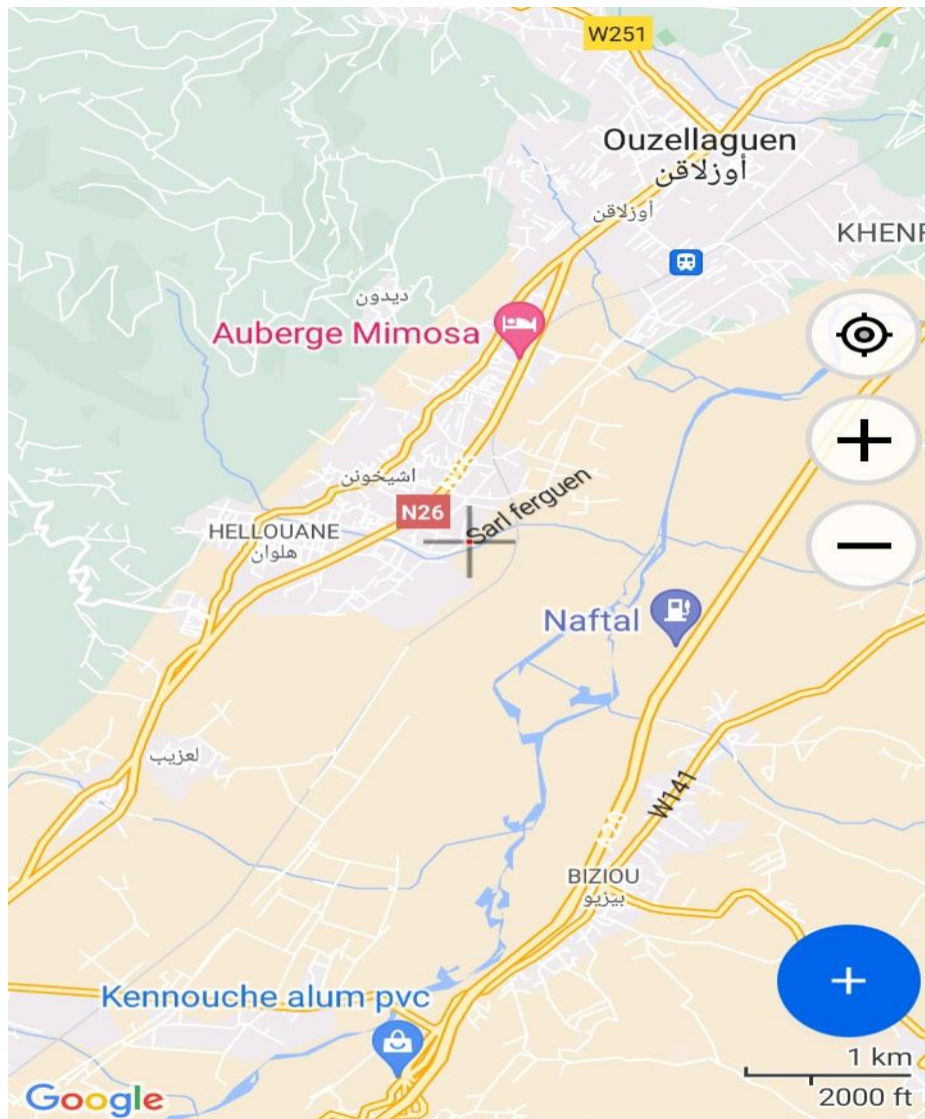 W251
Ouzellaguen
أوزلاقن
أوزلاقن
KHENF
ديدون
Auberge Mimosa
اشيخونن
N26
Sarl ferguen
HELLOUANE
هلوان
Naftal
لعزيب
W141
BIZIOU
بيزيو
Kennouche alum pvc
1 km
2000 ft
Google